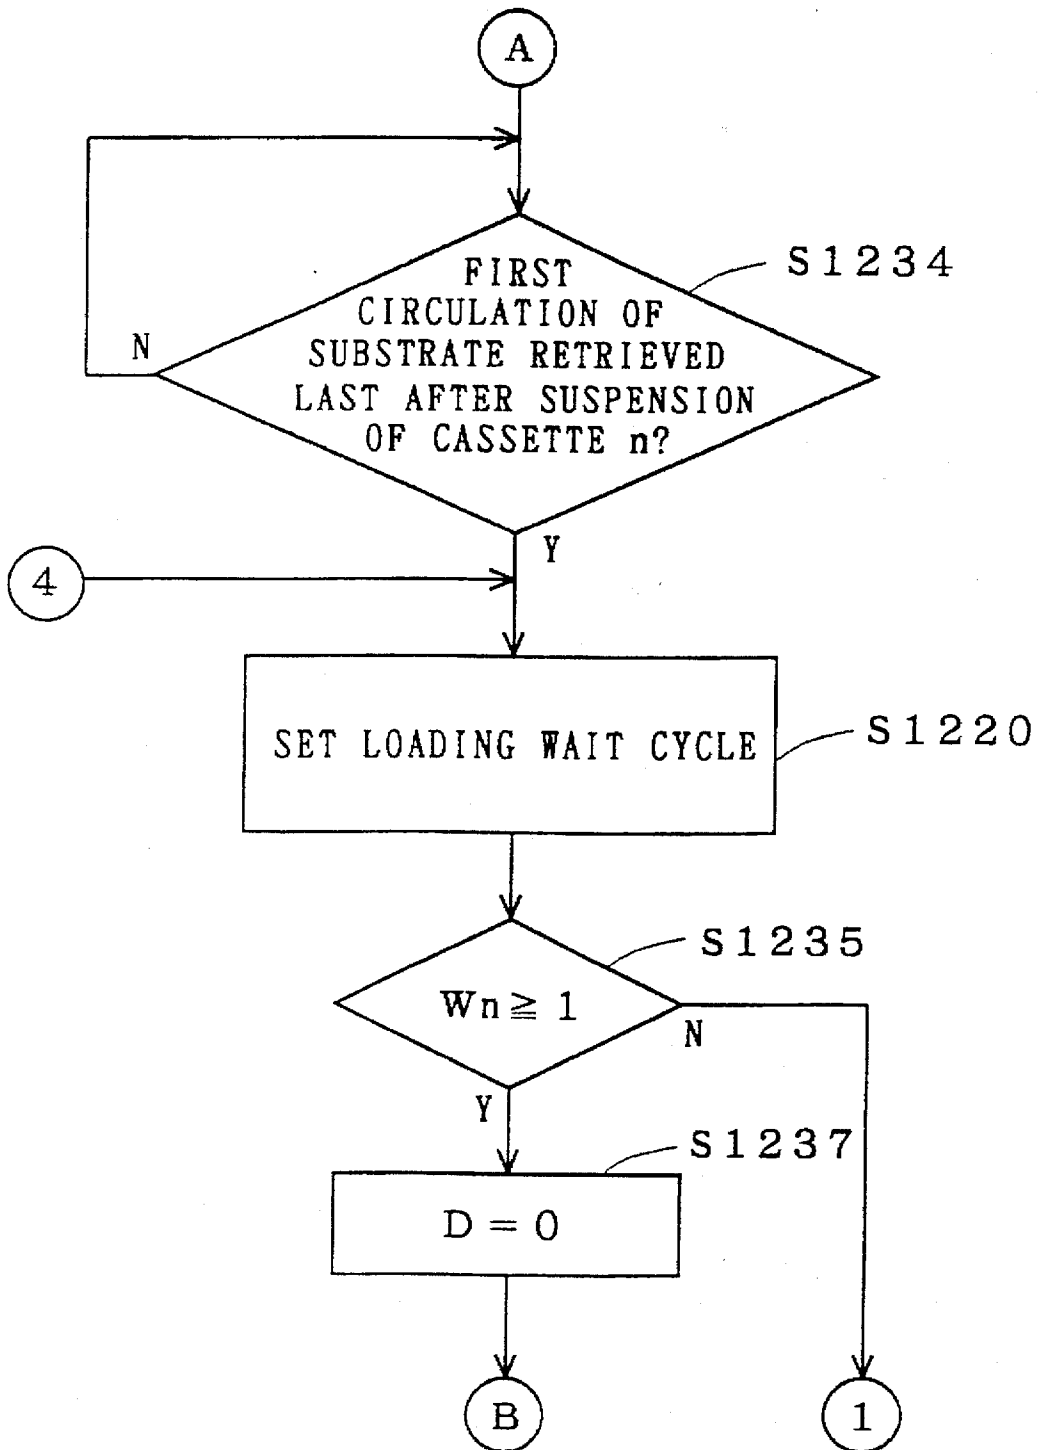 A
FIRST
CIRCULATION OF
SUBSTRATE RETRIEVED
LAST AFTER SUSPENSION
OF CASSETTE n?
S1234
N
Y
4
SET LOADING WAIT CYCLE
S1220
Wn ≧ 1
S1235
N
Y
S1237
D = 0
B
1